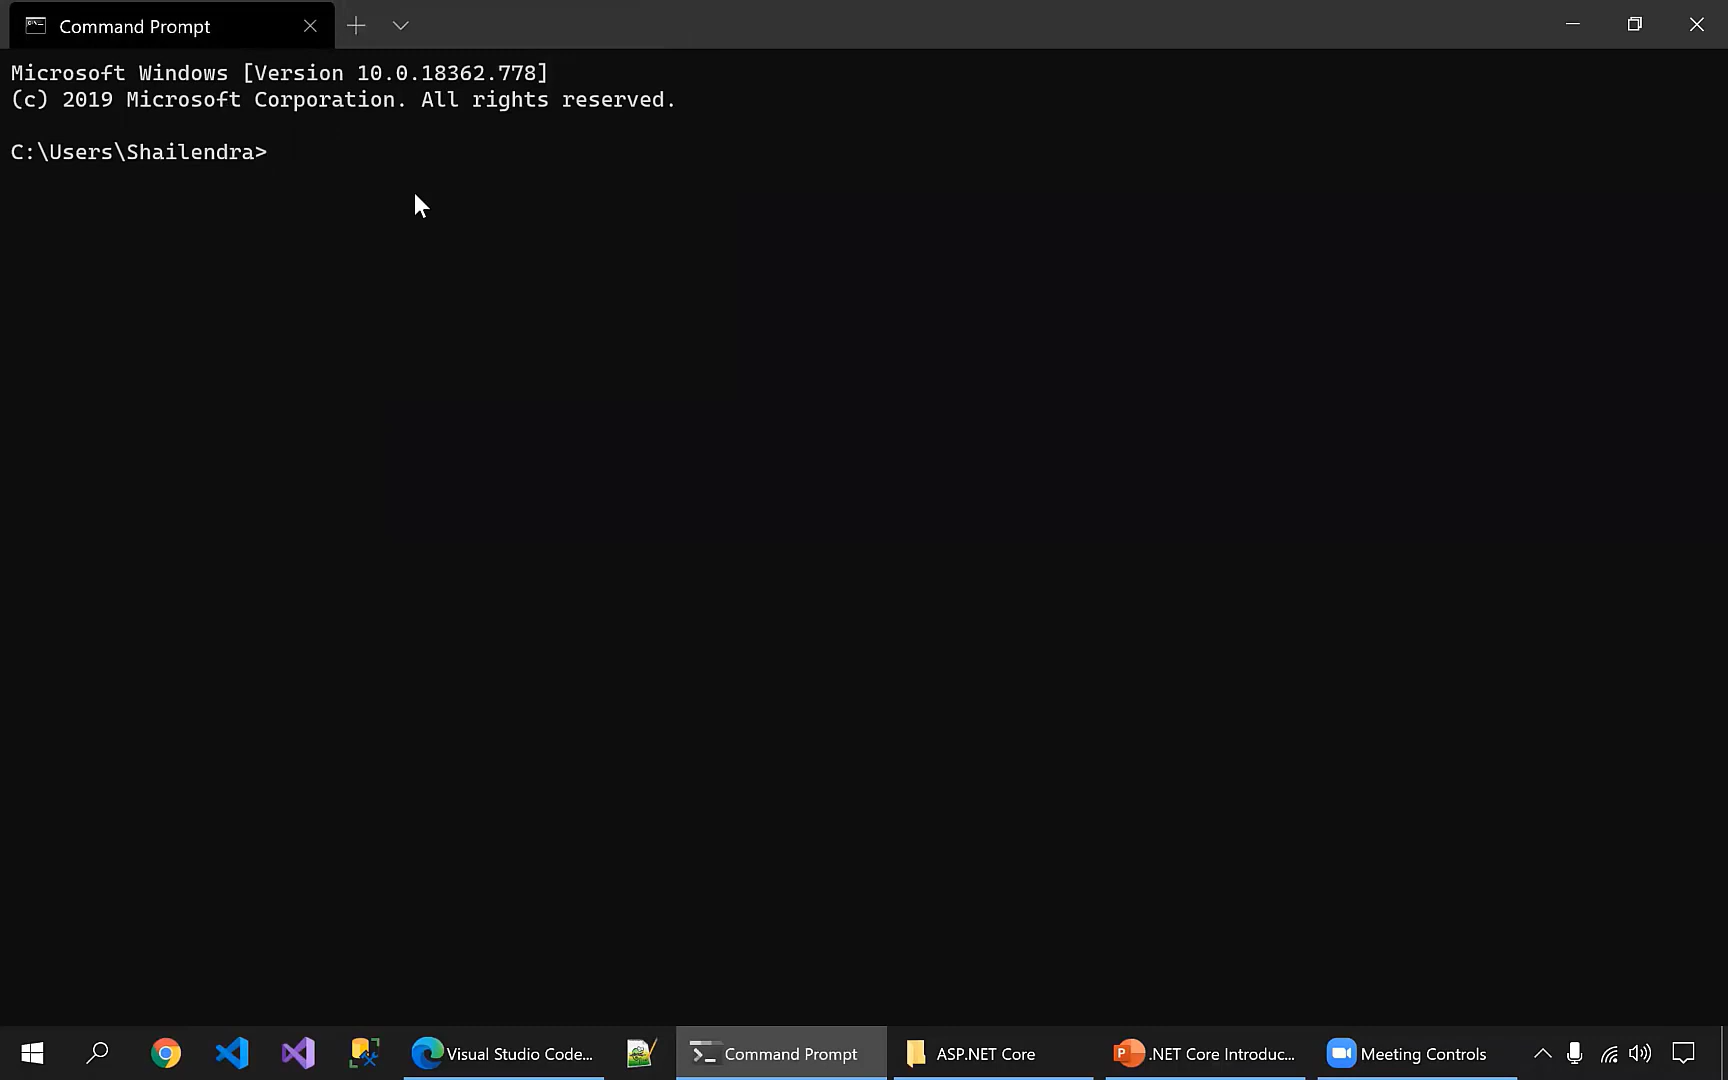 Command Prompt
Microsoft Windows [Version 10.0.18362.778]
(c) 2019 Microsoft Corporation. All rights reserved.
C:\Users\Shailendra>
Visual Studio Code...
Command Prompt
ASP.NET Core
.NET Core Introduc...
Meeting Controls